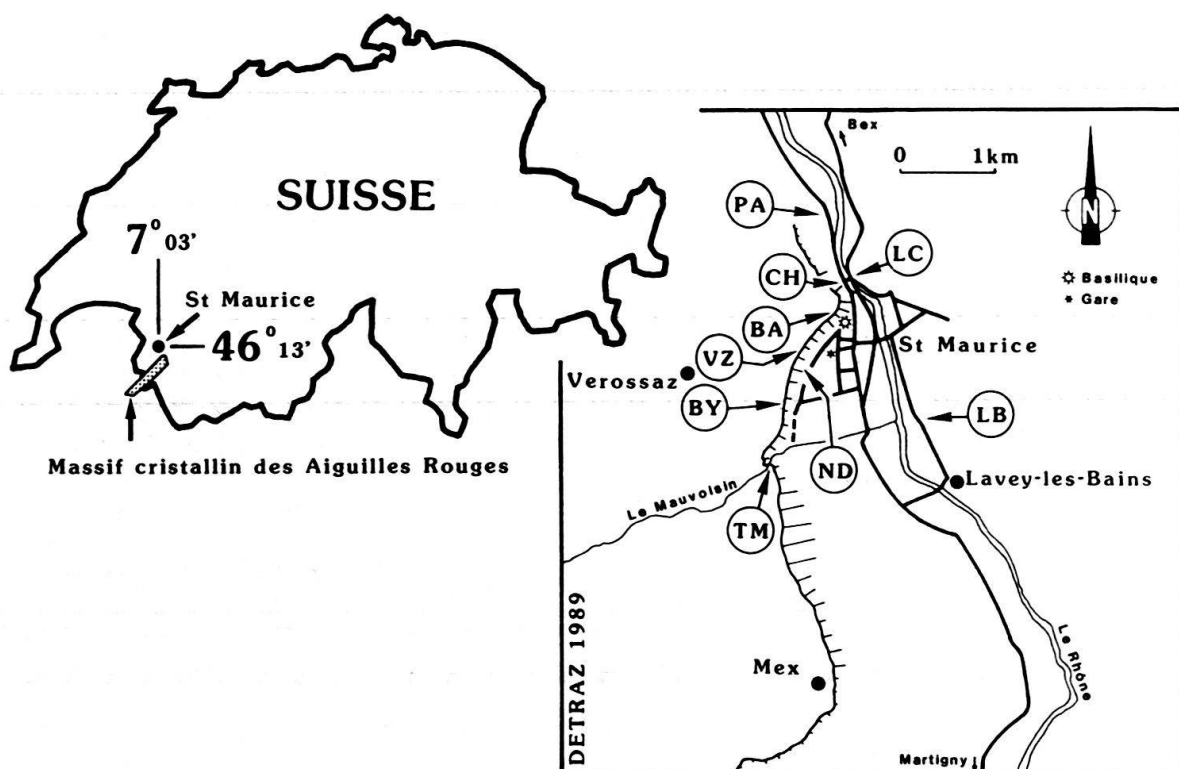 SUISSE
7° 03'
St Maurice
46° 13'
Massif cristallin des Aiguilles Rouges
Bex
0 1km
N
PA
LC
CH
Basilique
Gare
BA
VZ
St Maurice
Verossaz
BY
LB
ND
Lavey-les-Bains
Le Mauvoisin
TM
DETRAZ 1989
Le Rhône
Mex
Martigny